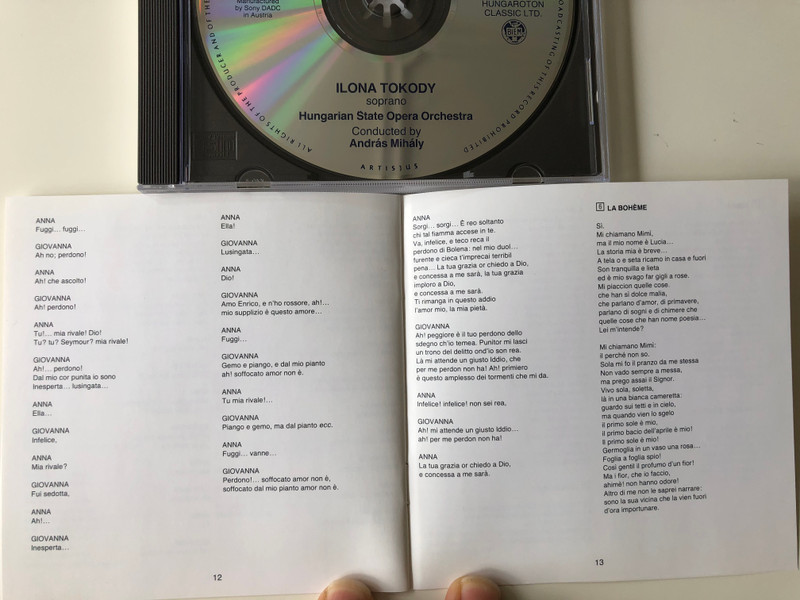 ALL RIGHTS OF THE PRODUCER AND OF THE
Manufactured
by Sony DADC
in Austria
HUNGAROTON
CLASSIC LTD.
BIEM
BROADCASTING OF THIS RECORD PROHIBITED
ILONA TOKODY
soprano
Hungarian State Opera Orchestra
Conducted by
András Mihály
ARTISJUS
ANNA
Fuggi... fuggi...
GIOVANNA
Ah no; perdono!
ANNA
Ah! che ascolto!
GIOVANNA
Ah! perdono!
ANNA
Tu!... mia rivale! Dio!
Tu? tu? Seymour? mia rivale!
GIOVANNA
Ah!... perdono!
Dal mio cor punita io sono
Inesperta... lusingata...
ANNA
Ella...
GIOVANNA
Infelice,
ANNA
Mia rivale?
GIOVANNA
Fui sedotta,
ANNA
Ah!...
GIOVANNA
Inesperta...
ANNA
Ella!
GIOVANNA
Lusingata...
ANNA
Dio!
GIOVANNA
Amo Enrico, e n'ho rossore, ah!...
mio supplizio è questo amore...
ANNA
Fuggi...
GIOVANNA
Gemo e piango, e dal mio pianto
ah! soffocato amor non è.
ANNA
Tu mia rivale!...
GIOVANNA
Piango e gemo, ma dal pianto ecc.
ANNA
Fuggi... vanne...
GIOVANNA
Perdono!... soffocato amor non è,
soffocato dal mio pianto amor non è.
12
ANNA
Sorgi... sorgi... È reo soltanto
chi tal fiamma accese in te.
Va, infelice, e teco reca il
perdono di Bolena: nel mio duol...
furente e cieca t'imprecai terribil
pena... La tua grazia or chiedo a Dio,
e concessa a me sarà, la tua grazia
imploro a Dio,
e concessa a me sarà.
Ti rimanga in questo addio
l'amor mio, la mia pietà.
GIOVANNA
Ah! peggiore è il tuo perdono dello
sdegno ch'io temea. Punitor mi lasci
un trono del delitto ond'io son rea.
Là mi attende un giusto Iddio, che
per me perdon non ha! Ah! primiero
è questo amplesso dei tormenti che mi da.
ANNA
Infelice! infelice! non sei rea,
GIOVANNA
Ah! mi attende un giusto Iddio...
ah! per me perdon non ha!
ANNA
La tua grazia or chiedo a Dio,
e concessa a me sarà.
6 LA BOHÈME
Sì.
Mi chiamano Mimì,
ma il mio nome è Lucia...
La storia mia è breve...
A tela o e seta ricamo in casa e fuori
Son tranquilla e lieta
ed è mio svago far gigli a rose.
Mi piaccion quelle cose
che han sì dolce malìa,
che parlano d'amor, di primavere,
parlano di sogni e di chimere che
quelle cose che han nome poesia...
Lei m'intende?
Mi chiamano Mimì:
il perché non so.
Sola mi fo il pranzo da me stessa
Non vado sempre a messa,
ma prego assai il Signor.
Vivo sola, soletta,
là in una bianca cameretta:
guardo sui tetti e in cielo,
ma quando vien lo sgelo
il primo sole è mio,
il primo bacio dell'aprile è mio!
Il primo sole è mio!
Germoglia in un vaso una rosa...
Foglia a foglia spio!
Cosi gentil il profumo d'un fior!
Ma i fior, che io faccio,
ahimè! non hanno odore!
Altro di me non le saprei narrare:
sono la sua vicina che la vien fuori
d'ora importunare.
13